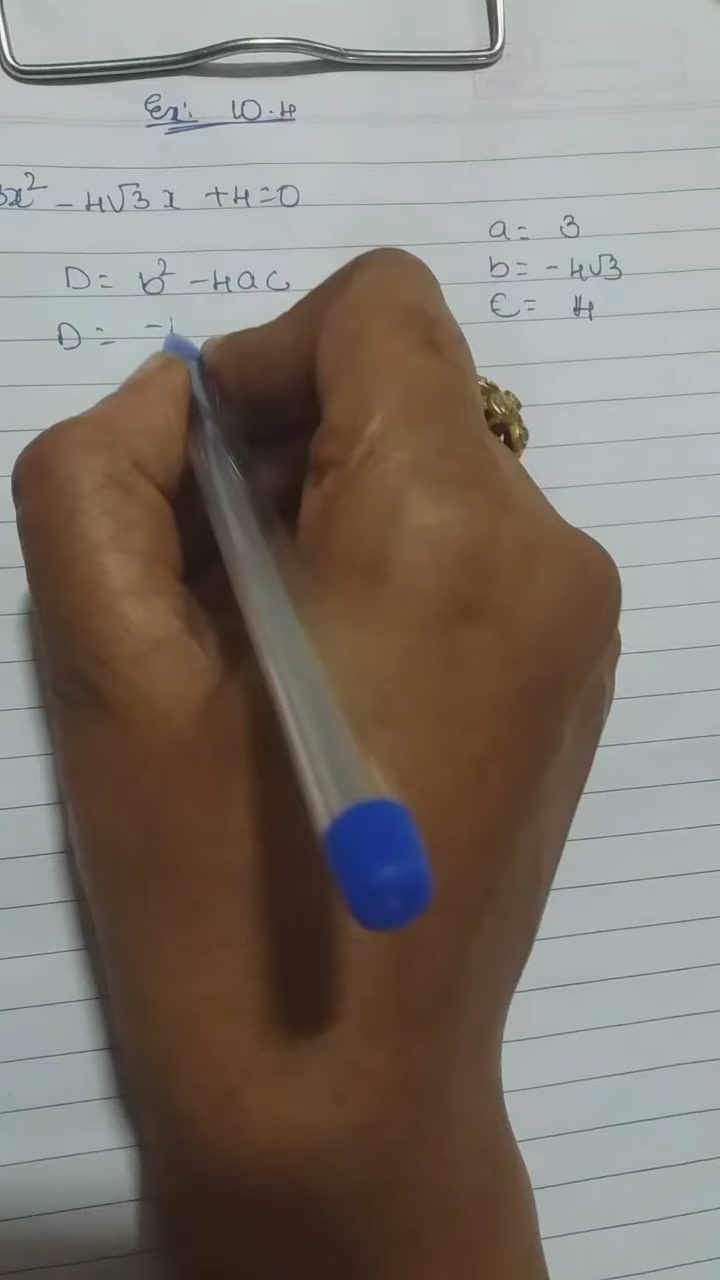 Ex: 10.4
3x² - 4√3 x + 4 = 0
a = 3
b = -4√3
c = 4
D = b² - 4ac
D = -